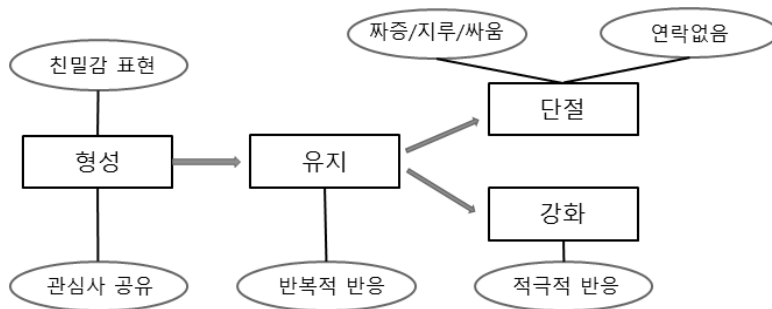 짜증/지루/싸움
연락없음
친밀감 표현
단절
형성
유지
강화
관심사 공유
반복적 반응
적극적 반응